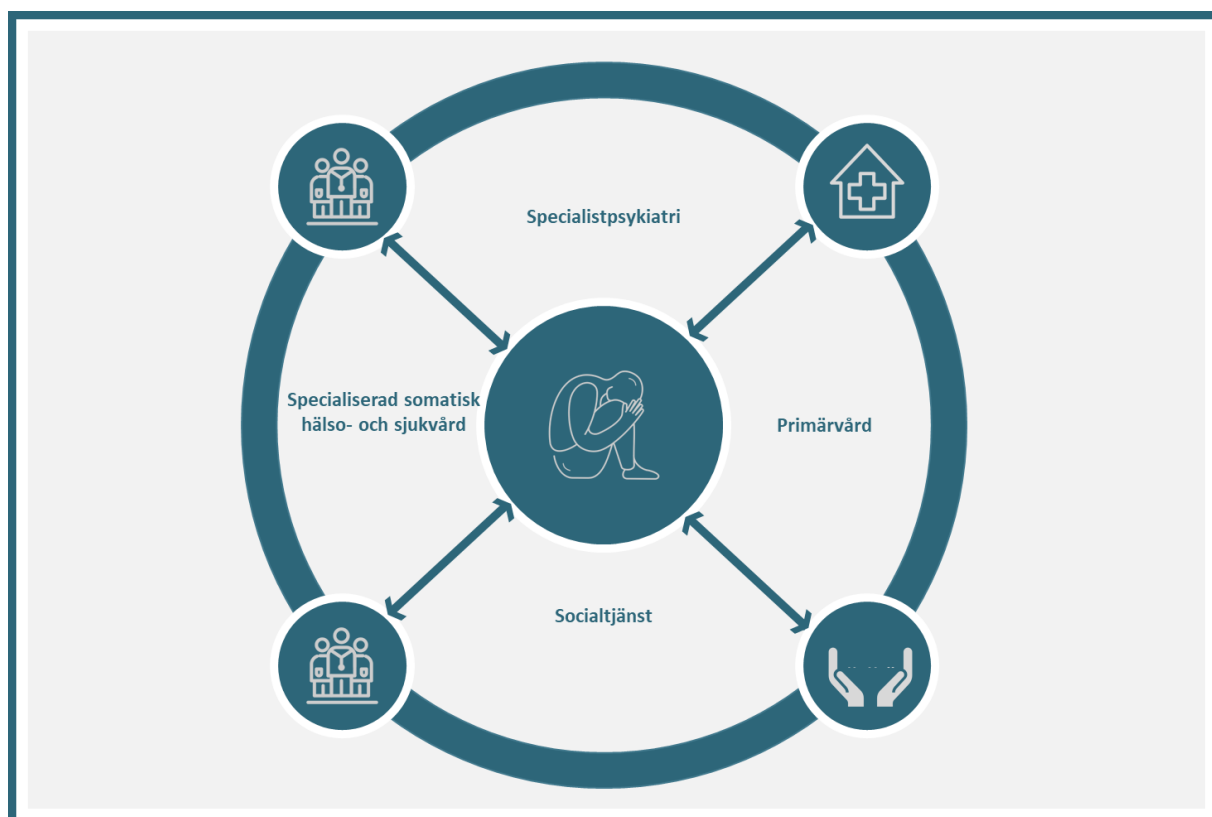 Specialistpsykiatri
Specialiserad somatisk
hälso- och sjukvård
Primärvård
Socialtjänst